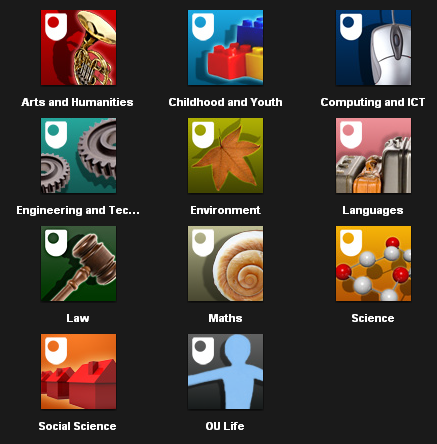 Arts and Humanities
Childhood and Youth
Computing and ICT
Engineering and Tec...
Environment
Languages
Law
Maths
Science
Social Science
OU Life